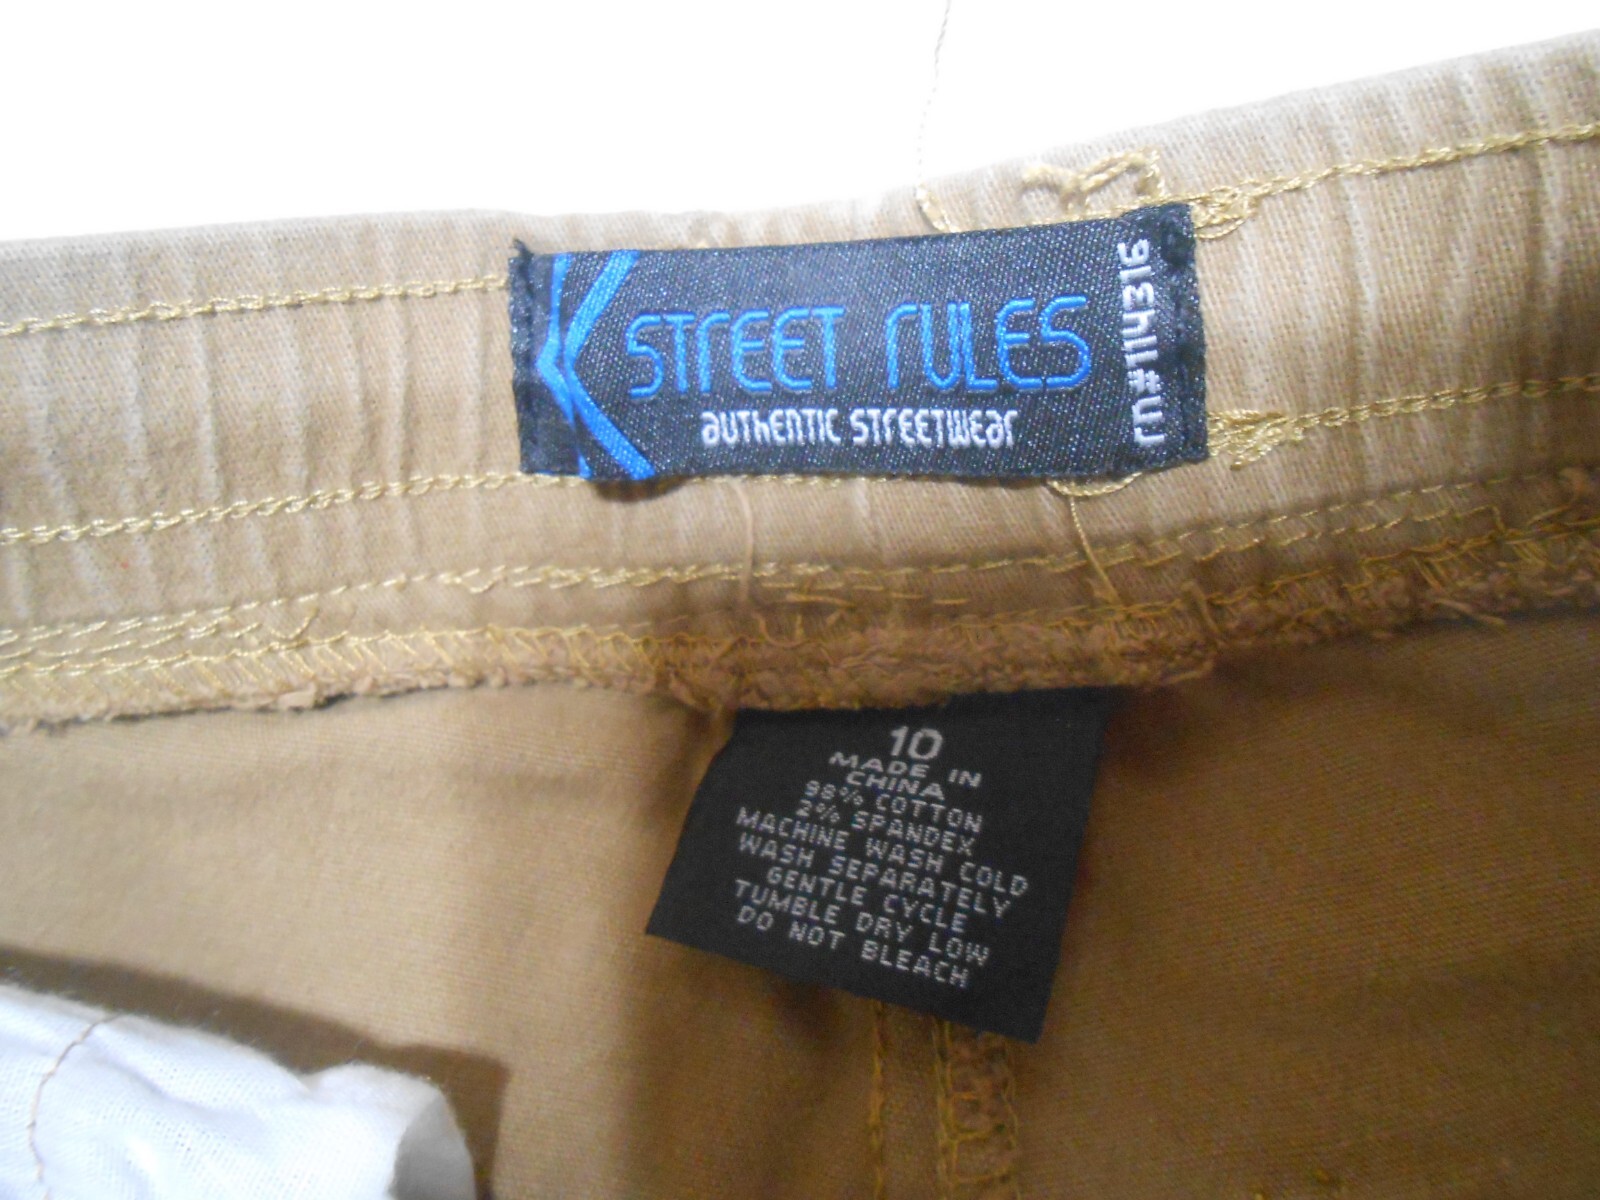 STREET RULES
AUTHENTIC STREETWEAR
RN#114316
10
MADE IN
CHINA
98% COTTON
2% SPANDEX
MACHINE WASH COLD
WASH SEPARATELY
GENTLE CYCLE
TUMBLE DRY LOW
DO NOT BLEACH